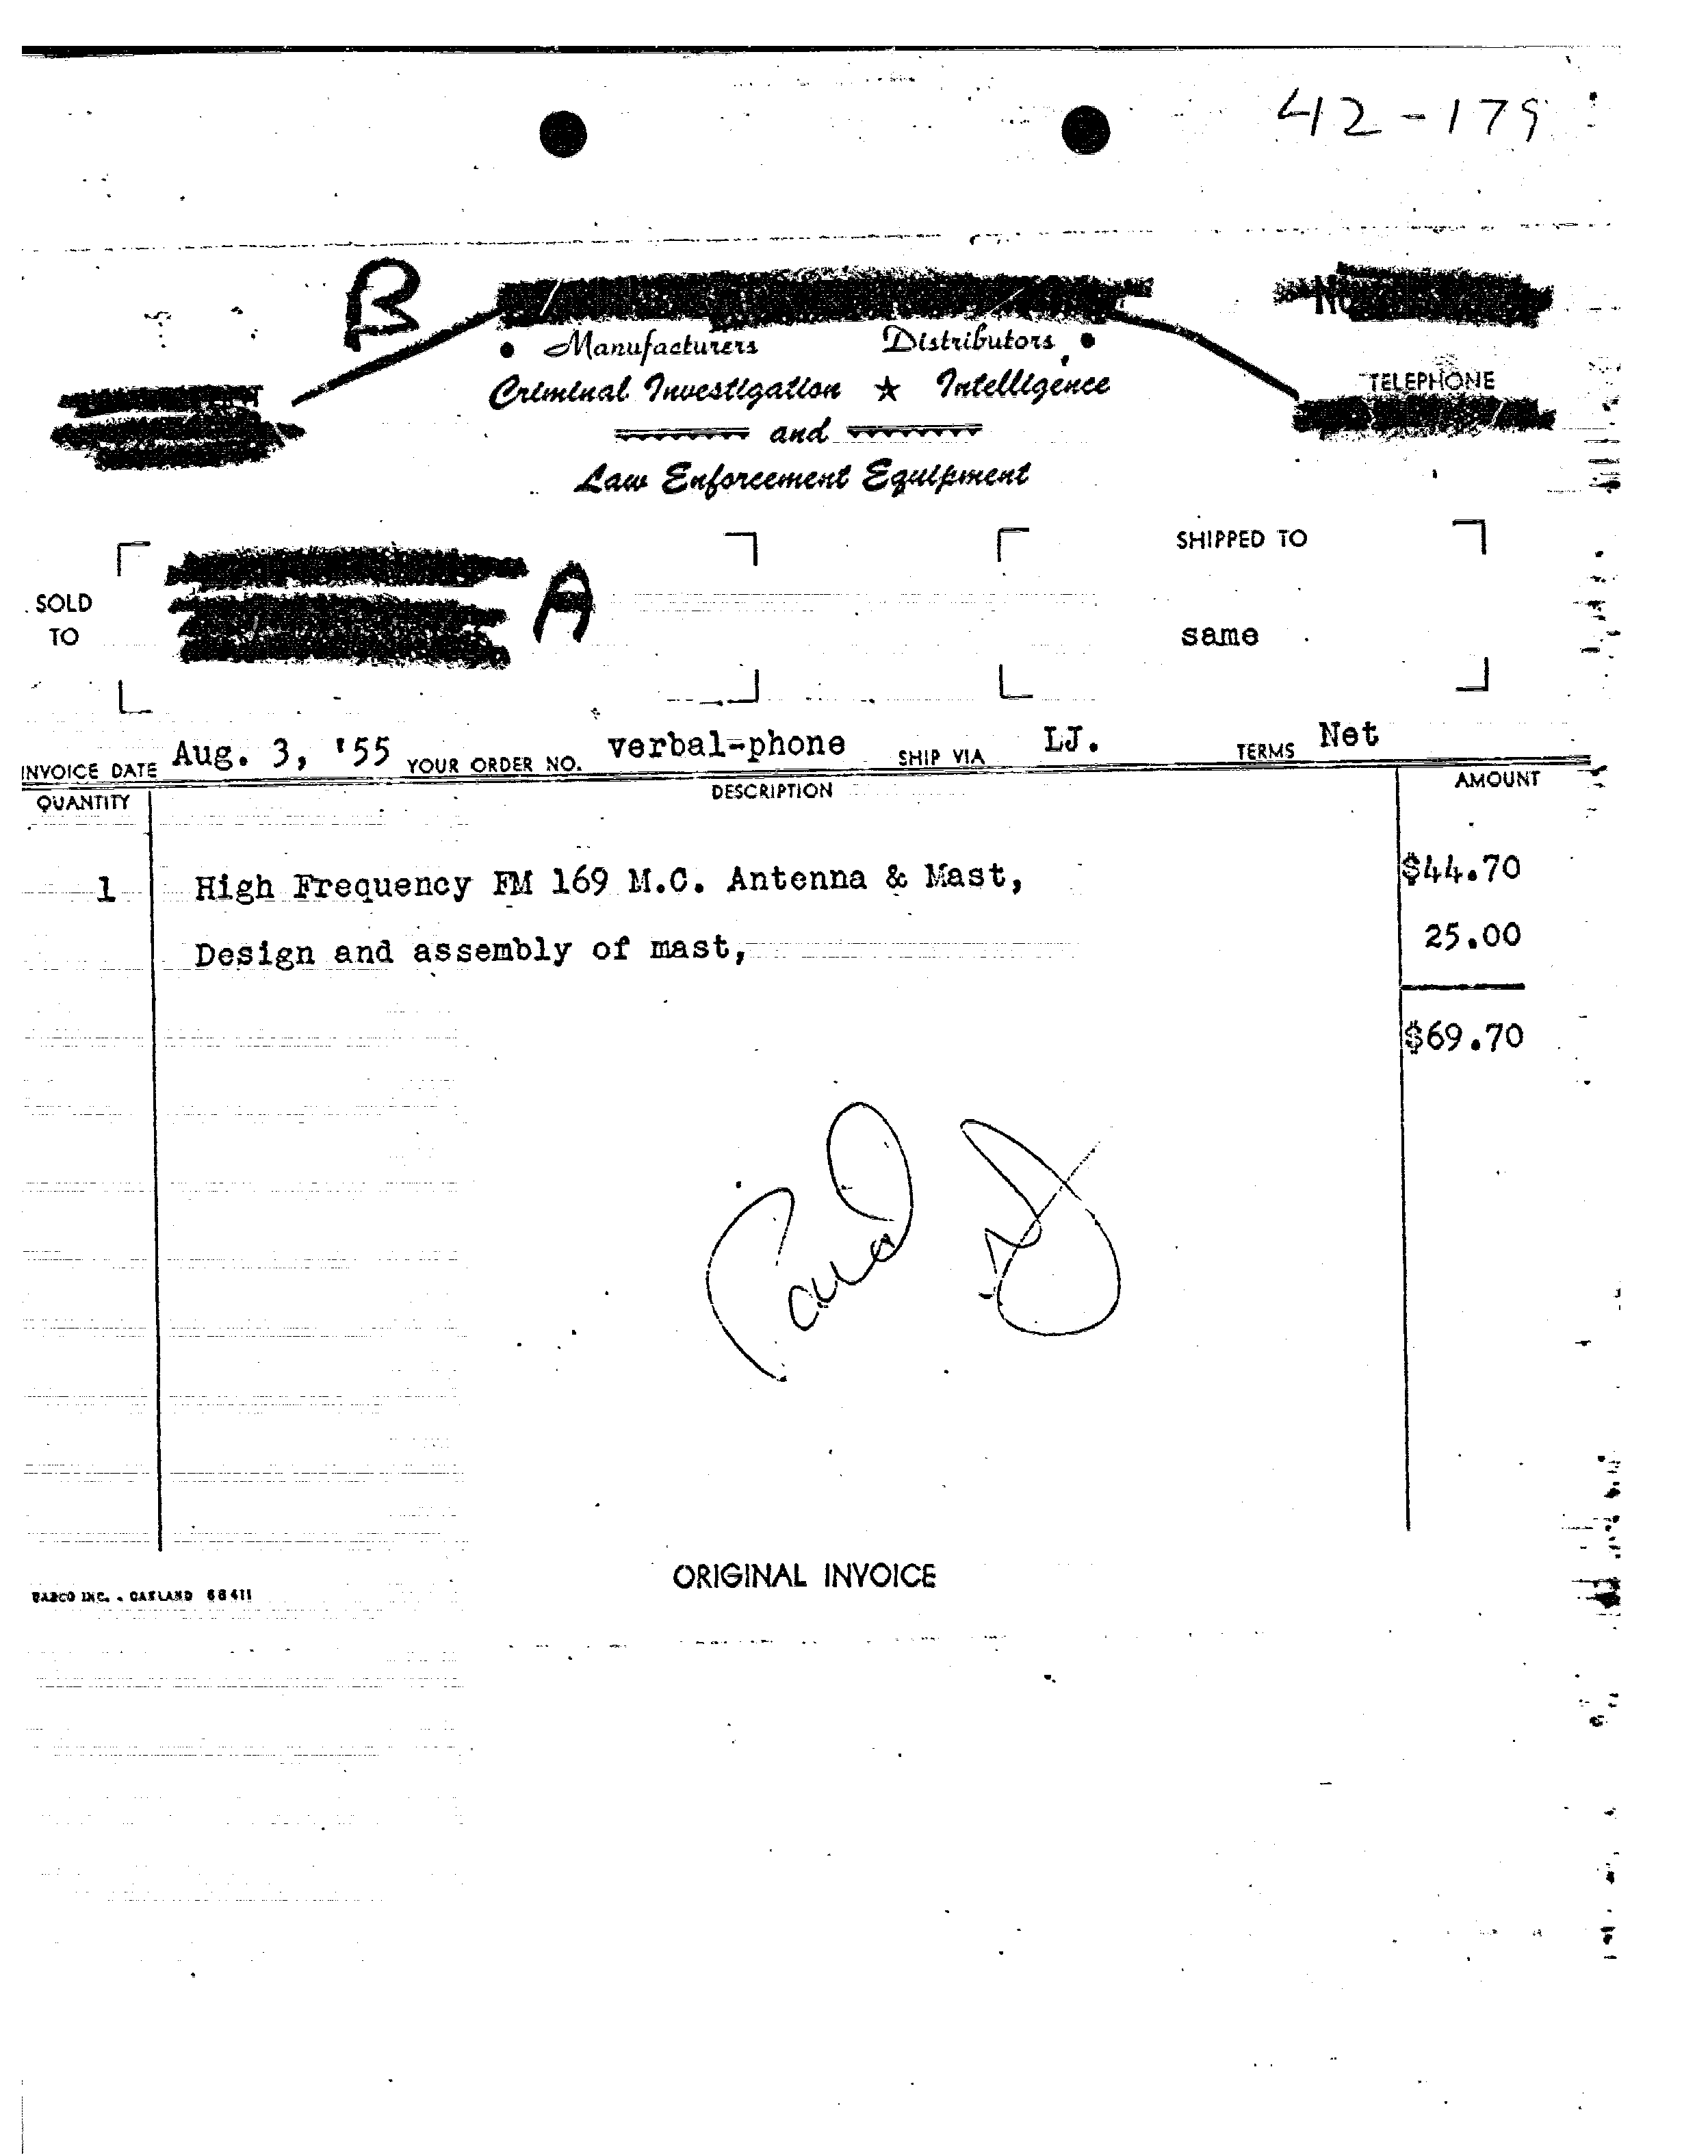 42-179
B
Manufacturers Distributors
Criminal Investigation ★ Intelligence
and
Law Enforcement Equipment
TELEPHONE
SOLD TO
A
SHIPPED TO
same
INVOICE DATE Aug. 3, '55 YOUR ORDER NO. verbal-phone SHIP VIA LJ. TERMS Net
QUANTITY DESCRIPTION AMOUNT
1 High Frequency FM 169 M.C. Antenna & Mast, $44.70
Design and assembly of mast, 25.00
$69.70
Paid
ORIGINAL INVOICE
BARCO INC. - OAKLAND 68411